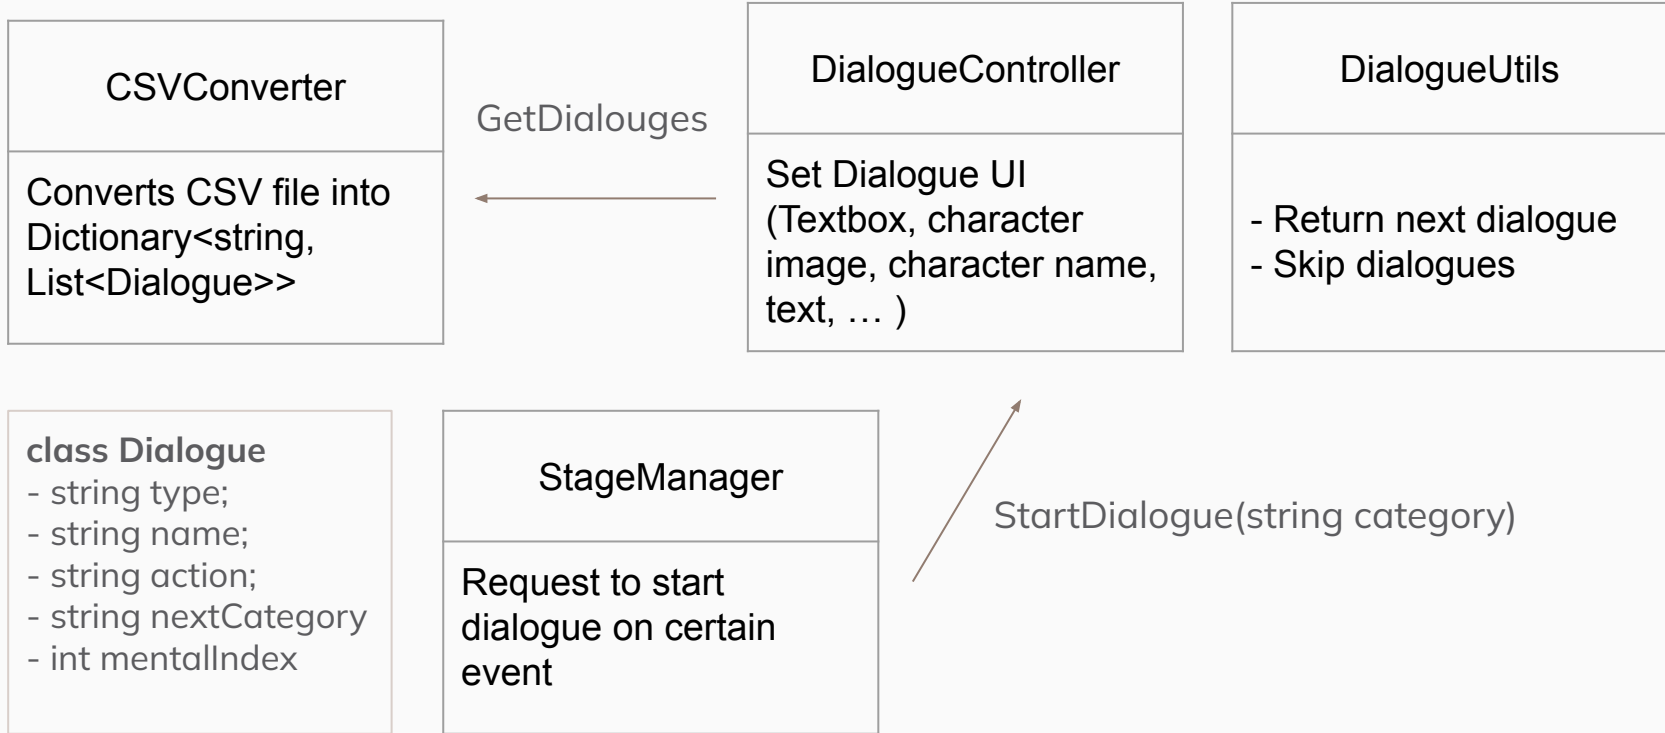 CSVConverter
Converts CSV file into
Dictionary<string,
List<Dialogue>>
GetDialouges
DialogueController
Set Dialogue UI
(Textbox, character
image, character name,
text, … )
DialogueUtils
- Return next dialogue
- Skip dialogues
class Dialogue
- string type;
- string name;
- string action;
- string nextCategory
- int mentalIndex
StageManager
Request to start
dialogue on certain
event
StartDialogue(string category)